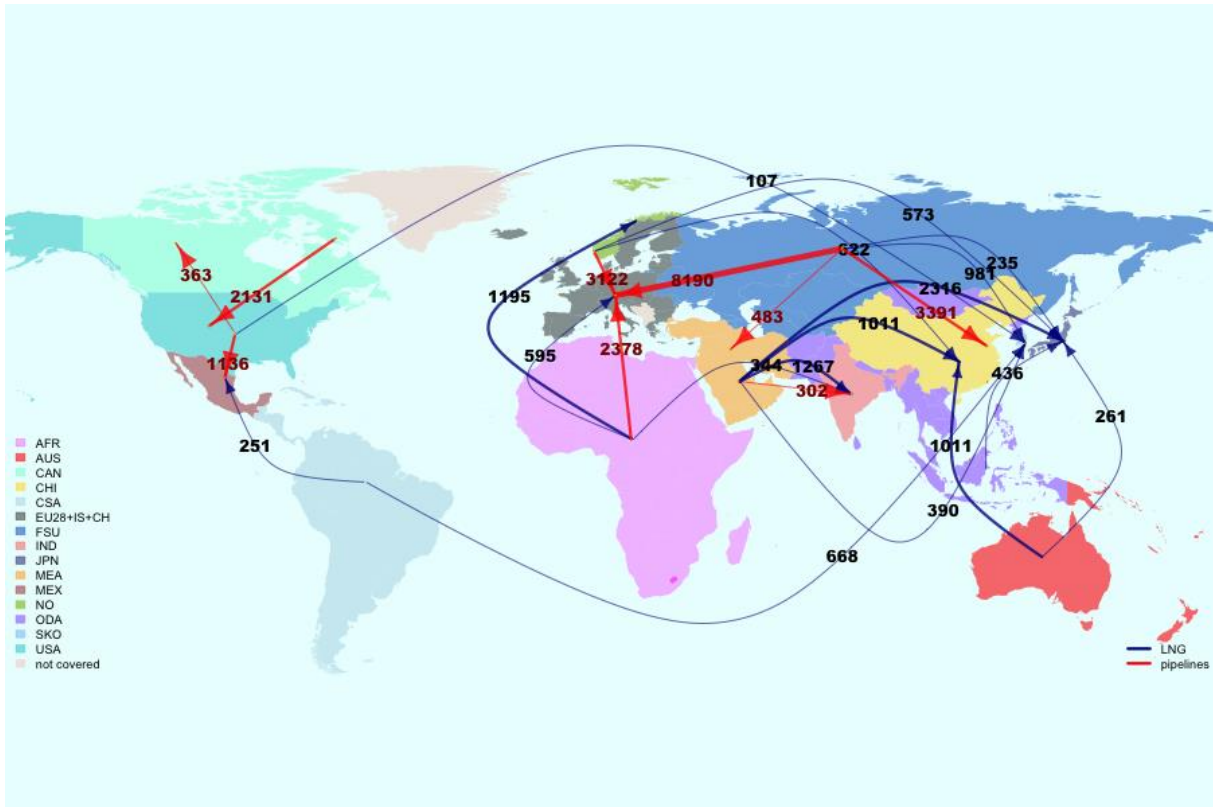 107
573
622
235
981
3122
8190
2316
363
1195
2131
3391
483
1011
595
2378
1136
344
1267
436
302
261
251
1011
390
668
AFR
AUS
CAN
CHI
CSA
EU28+IS+CH
FSU
IND
JPN
MEA
MEX
NO
ODA
SKO
USA
not covered
LNG
pipelines